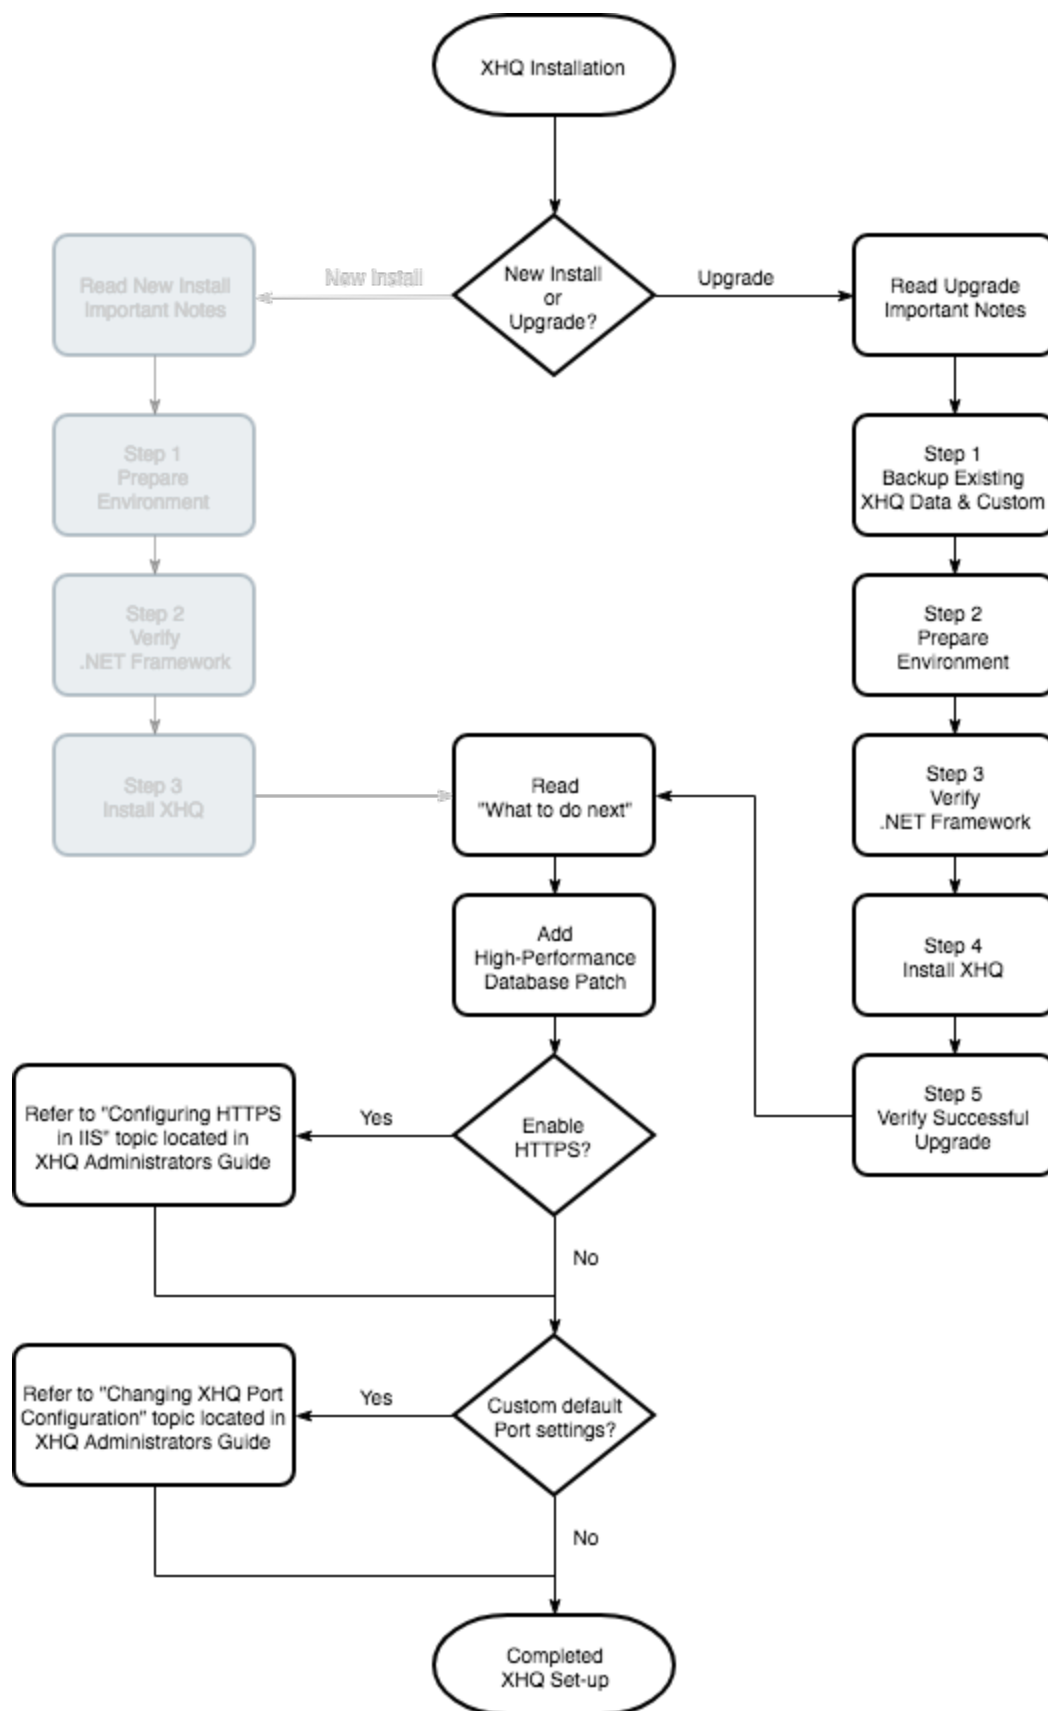 XHQ Installation
New Install
or
Upgrade?
New Install
Upgrade
Read New Install
Important Notes
Read Upgrade
Important Notes
Step 1
Prepare
Environment
Step 1
Backup Existing
XHQ Data & Custom
Step 2
Verify
.NET Framework
Step 2
Prepare
Environment
Step 3
Install XHQ
Read
"What to do next"
Step 3
Verify
.NET Framework
Add
High-Performance
Database Patch
Step 4
Install XHQ
Refer to "Configuring HTTPS
in IIS" topic located in
XHQ Administrators Guide
Yes
Enable
HTTPS?
Step 5
Verify Successful
Upgrade
No
Refer to "Changing XHQ Port
Configuration" topic located in
XHQ Administrators Guide
Yes
Custom default
Port settings?
No
Completed
XHQ Set-up